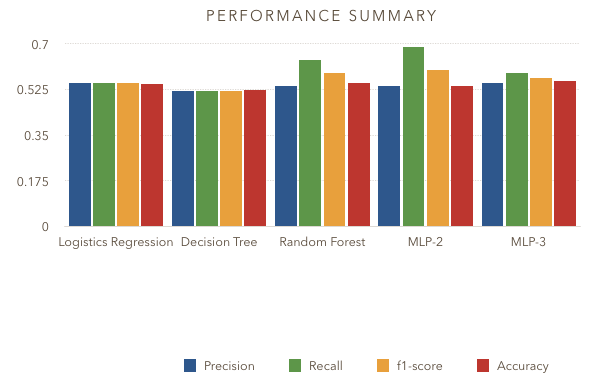 PERFORMANCE SUMMARY
0.7
0.525
0.35
0.175
0
Logistics Regression Decision Tree Random Forest MLP-2 MLP-3
Precision Recall f1-score Accuracy